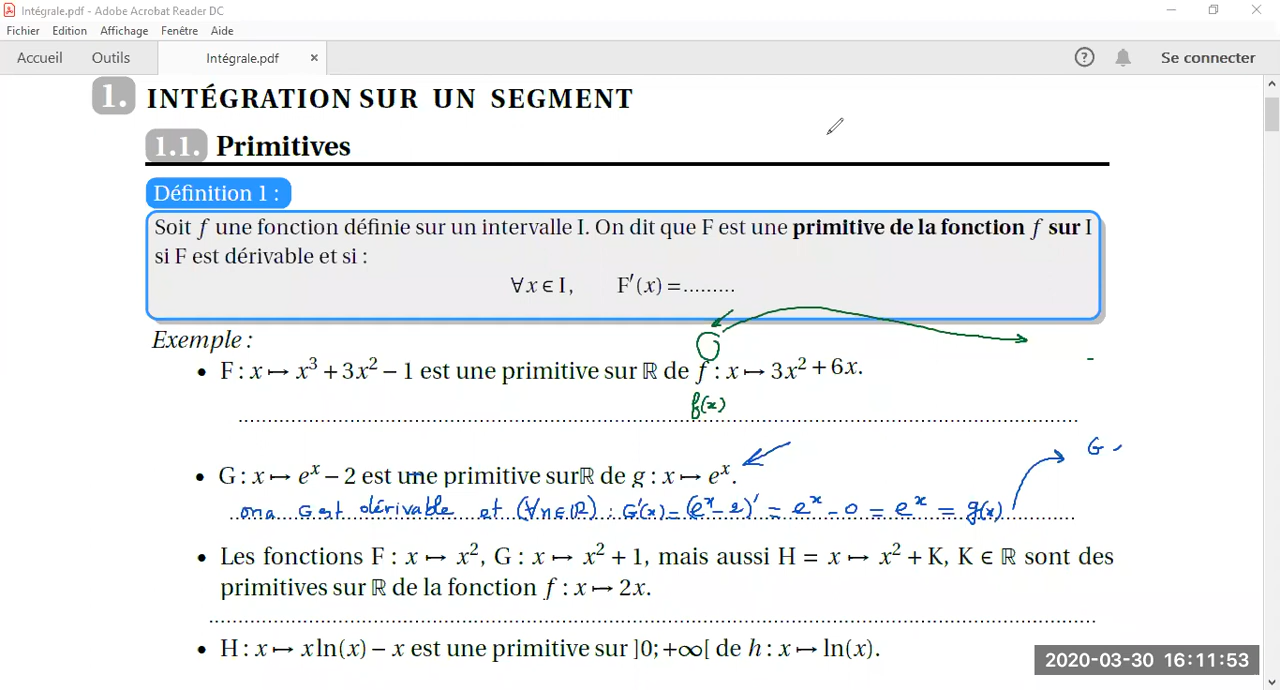 Intégrale.pdf - Adobe Acrobat Reader DC
Fichier Edition Affichage Fenêtre Aide
Accueil Outils Intégrale.pdf × Se connecter
1. INTÉGRATION SUR UN SEGMENT
1.1. Primitives
Définition 1 :
Soit f une fonction définie sur un intervalle I. On dit que F est une primitive de la fonction f sur I
si F est dérivable et si :
∀x∈I, F′(x)=.........
Exemple :
• F : x ↦ x³ + 3x² − 1 est une primitive sur ℝ de f : x ↦ 3x² + 6x.
f(x)
G
• G : x ↦ eˣ − 2 est une primitive sur ℝ de g : x ↦ eˣ.
ona G est dérivable et (∀n∈ℝ) : G'(x) = (eˣ - 2)' = eˣ - 0 = eˣ = g(x)
• Les fonctions F : x ↦ x², G : x ↦ x² + 1, mais aussi H = x ↦ x² + K, K ∈ ℝ sont des
primitives sur ℝ de la fonction f : x ↦ 2x.
• H : x ↦ x ln(x) − x est une primitive sur ]0; +∞[ de h : x ↦ ln(x).
2020-03-30 16:11:53